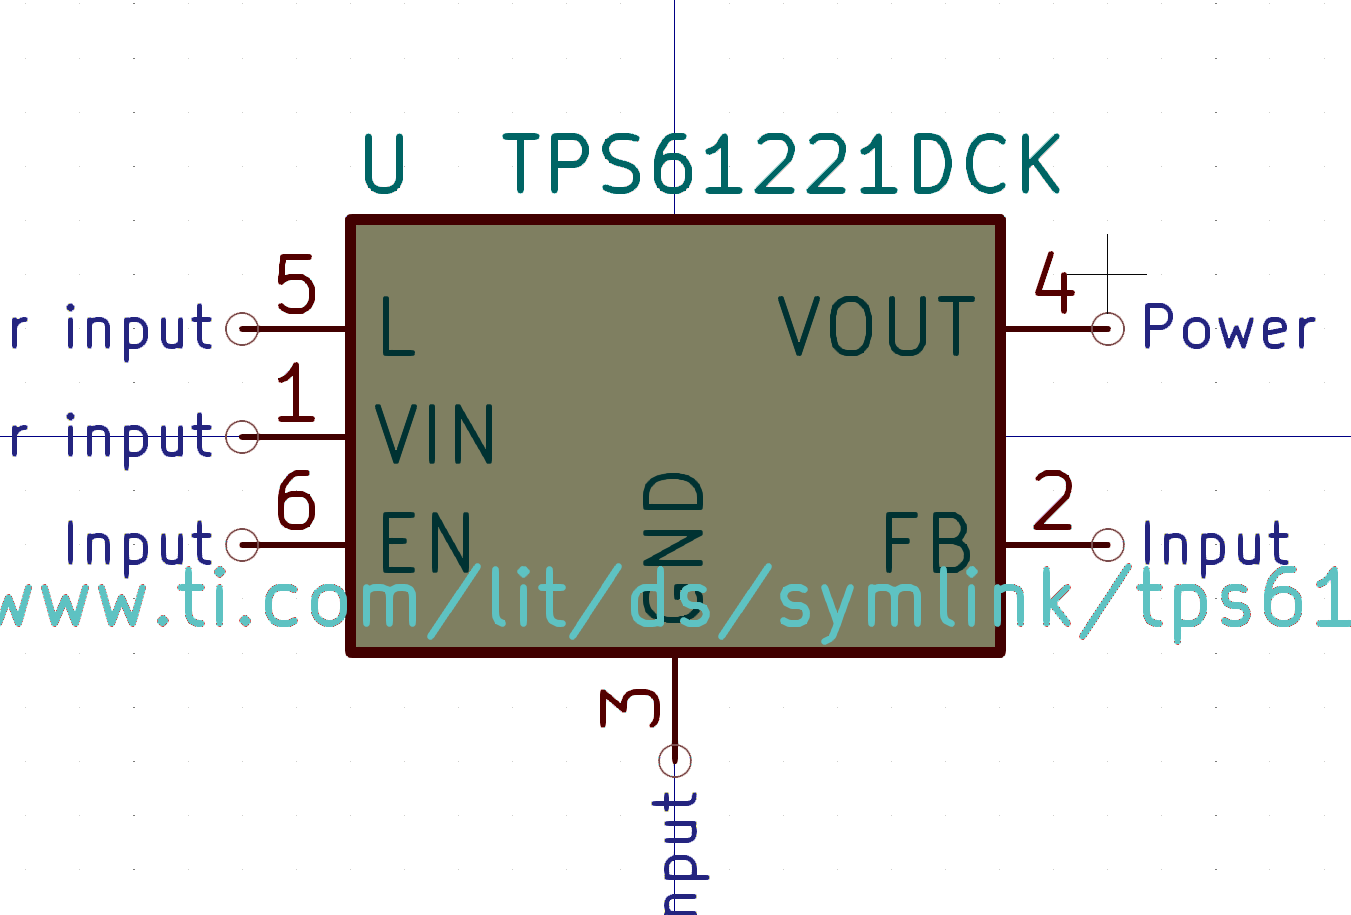 U TPS61221DCK
5 4
r input L VOUT Power
1
r input VIN
6 2
Input EN GND FB Input
www.ti.com/lit/ds/symlink/tps61
3
nput